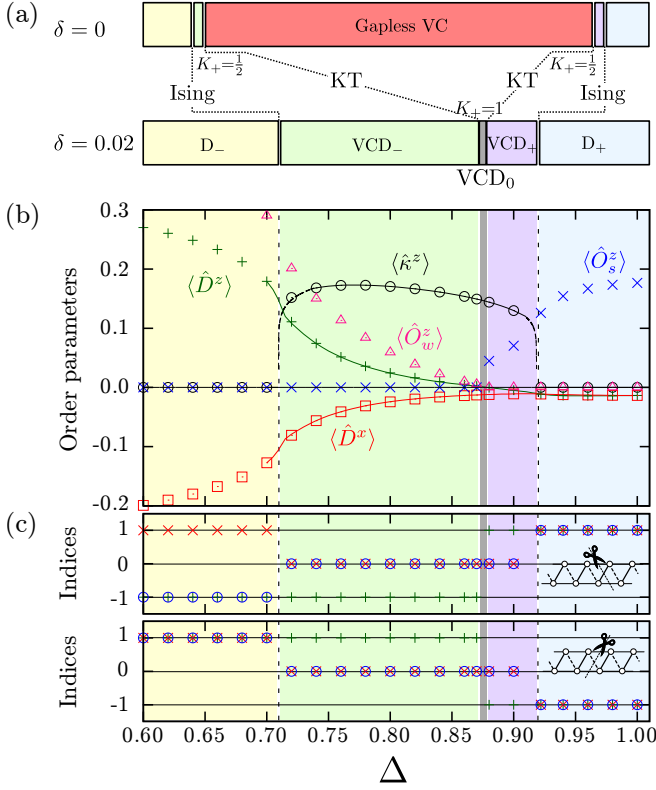 (a)
δ = 0
Gapless VC
K₊=½
KT
KT
K₊=½
Ising
K₊=1
Ising
δ = 0.02
D₋
VCD₋
VCD₊
D₊
VCD₀
(b)
Order parameters
0.3
0.2
0.1
0.0
-0.1
-0.2
⟨D̂ᶻ⟩
⟨κ̂ᶻ⟩
⟨Ôᶻ_w⟩
⟨Ôᶻ_s⟩
⟨D̂ˣ⟩
(c)
Indices
1
0
-1
Indices
1
0
-1
0.60 0.65 0.70 0.75 0.80 0.85 0.90 0.95 1.00
Δ